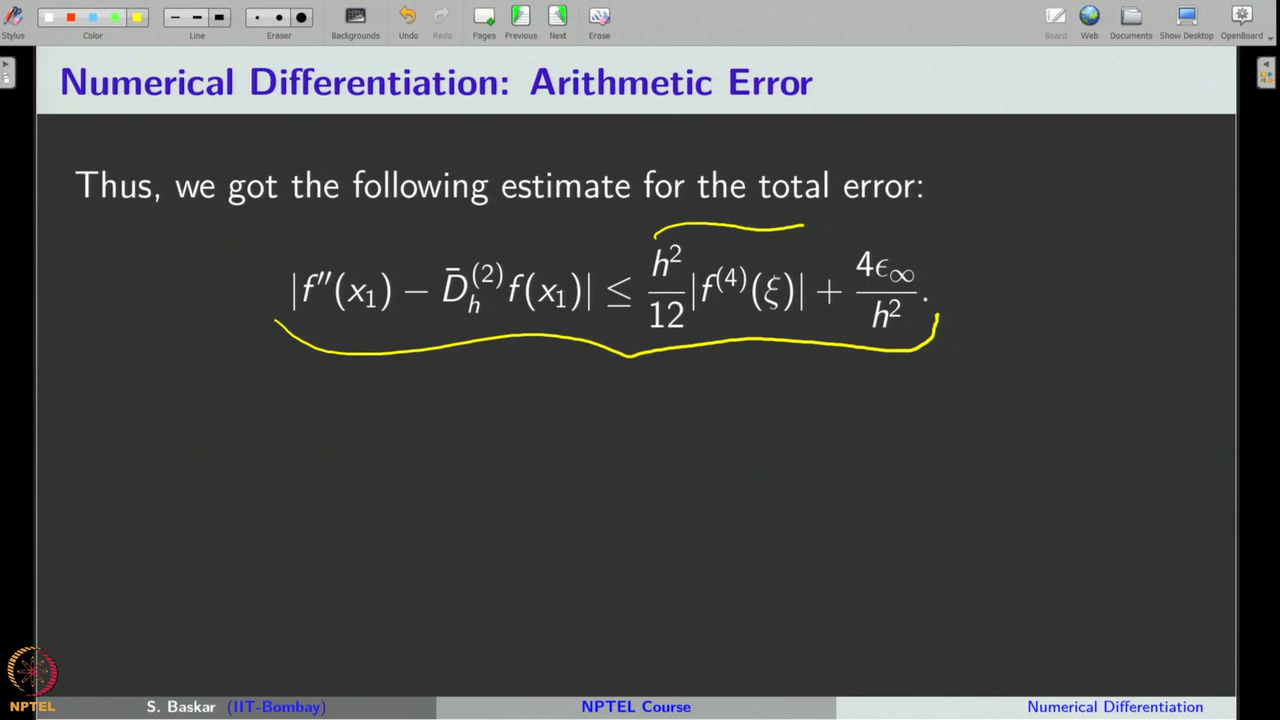 Stylus Color Line Eraser Backgrounds Undo Redo Pages Previous Next Erase Board Web Documents Show Desktop OpenBoard
Numerical Differentiation: Arithmetic Error
Thus, we got the following estimate for the total error:
|f″(x₁) − D̄ₕ⁽²⁾f(x₁)| ≤ h²/12 |f⁽⁴⁾(ξ)| + 4ϵ∞/h².
NPTEL
S. Baskar (IIT-Bombay) NPTEL Course Numerical Differentiation